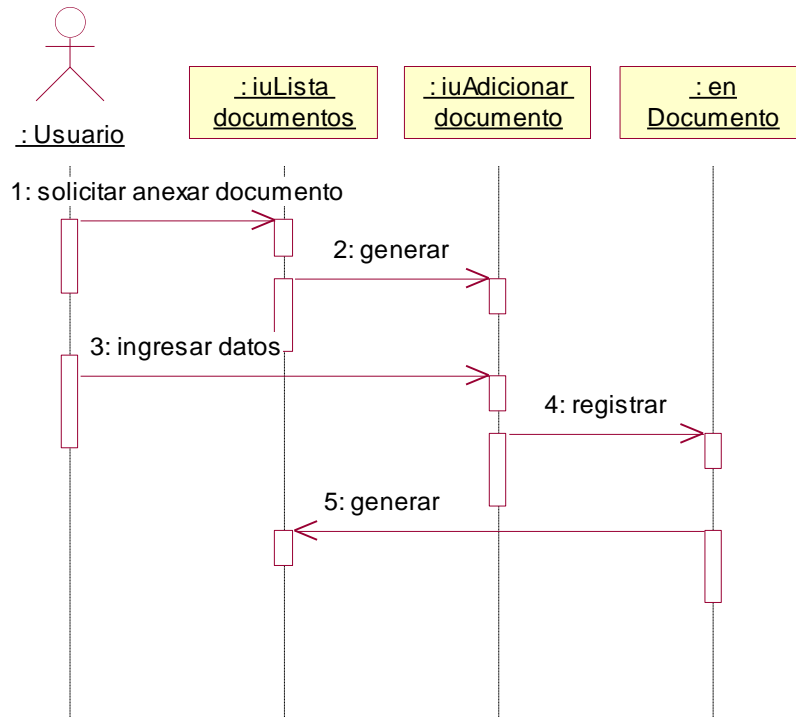 : Usuario
: iuLista
documentos
: iuAdicionar
documento
: en
Documento
1: solicitar anexar documento
2: generar
3: ingresar datos
4: registrar
5: generar